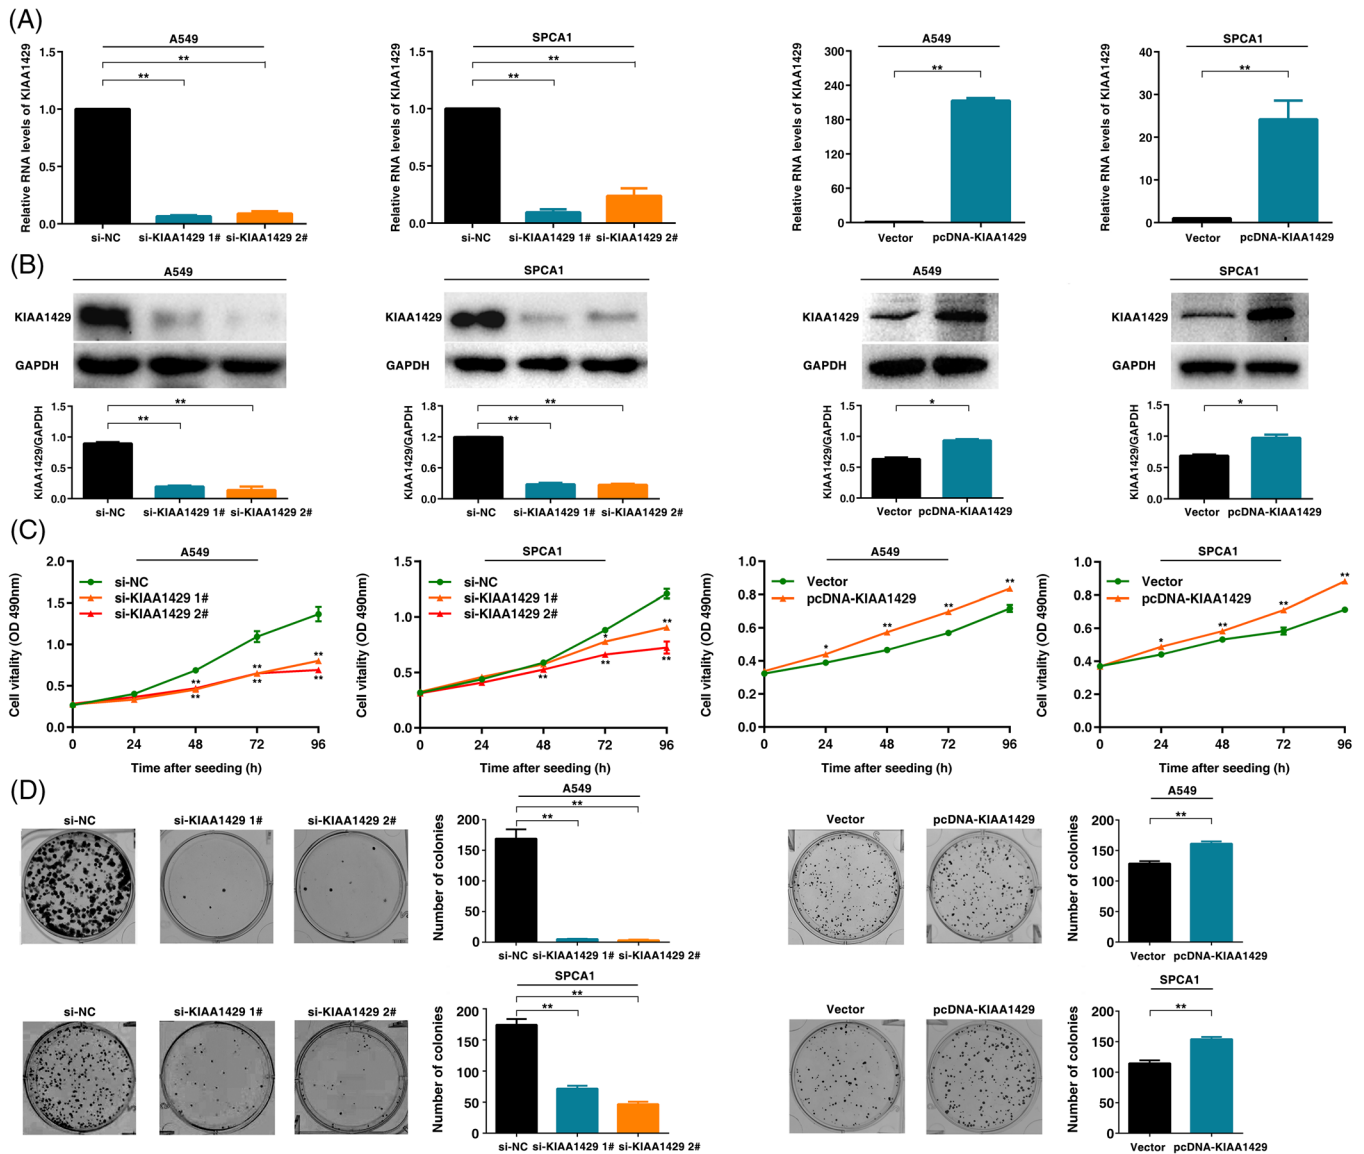 (A)
A549
Relative RNA levels of KIAA1429
1.5
1.0
0.5
0.0
**
**
si-NC si-KIAA1429 1# si-KIAA1429 2#
SPCA1
Relative RNA levels of KIAA1429
1.5
1.0
0.5
0.0
**
**
si-NC si-KIAA1429 1# si-KIAA1429 2#
A549
Relative RNA levels of KIAA1429
300
240
180
120
60
0
**
Vector pcDNA-KIAA1429
SPCA1
Relative RNA levels of KIAA1429
40
30
20
10
0
**
Vector pcDNA-KIAA1429
(B)
A549
KIAA1429
GAPDH
KIAA1429/GAPDH
1.5
1.0
0.5
0.0
**
**
si-NC si-KIAA1429 1# si-KIAA1429 2#
SPCA1
KIAA1429
GAPDH
KIAA1429/GAPDH
1.8
1.2
0.6
0.0
**
**
si-NC si-KIAA1429 1# si-KIAA1429 2#
A549
KIAA1429
GAPDH
KIAA1429/GAPDH
1.5
1.0
0.5
0.0
*
Vector pcDNA-KIAA1429
SPCA1
KIAA1429
GAPDH
KIAA1429/GAPDH
1.5
1.0
0.5
0.0
*
Vector pcDNA-KIAA1429
(C)
A549
Cell vitality (OD 490nm)
2.0
1.5
1.0
0.5
0.0
si-NC
si-KIAA1429 1#
si-KIAA1429 2#
**
**
**
**
**
**
0 24 48 72 96
Time after seeding (h)
SPCA1
Cell vitality (OD 490nm)
1.5
1.0
0.5
0.0
si-NC
si-KIAA1429 1#
si-KIAA1429 2#
**
*
**
**
**
0 24 48 72 96
Time after seeding (h)
A549
Cell vitality (OD 490nm)
1.0
0.8
0.6
0.4
0.2
0.0
Vector
pcDNA-KIAA1429
*
**
**
**
0 24 48 72 96
Time after seeding (h)
SPCA1
Cell vitality (OD 490nm)
1.0
0.8
0.6
0.4
0.2
0.0
Vector
pcDNA-KIAA1429
*
**
**
**
0 24 48 72 96
Time after seeding (h)
(D)
si-NC si-KIAA1429 1# si-KIAA1429 2#
A549
Number of colonies
200
150
100
50
0
**
**
si-NC si-KIAA1429 1# si-KIAA1429 2#
Vector pcDNA-KIAA1429
A549
Number of colonies
200
150
100
50
0
**
Vector pcDNA-KIAA1429
si-NC si-KIAA1429 1# si-KIAA1429 2#
SPCA1
Number of colonies
200
150
100
50
0
**
**
si-NC si-KIAA1429 1# si-KIAA1429 2#
Vector pcDNA-KIAA1429
SPCA1
Number of colonies
200
150
100
50
0
**
Vector pcDNA-KIAA1429